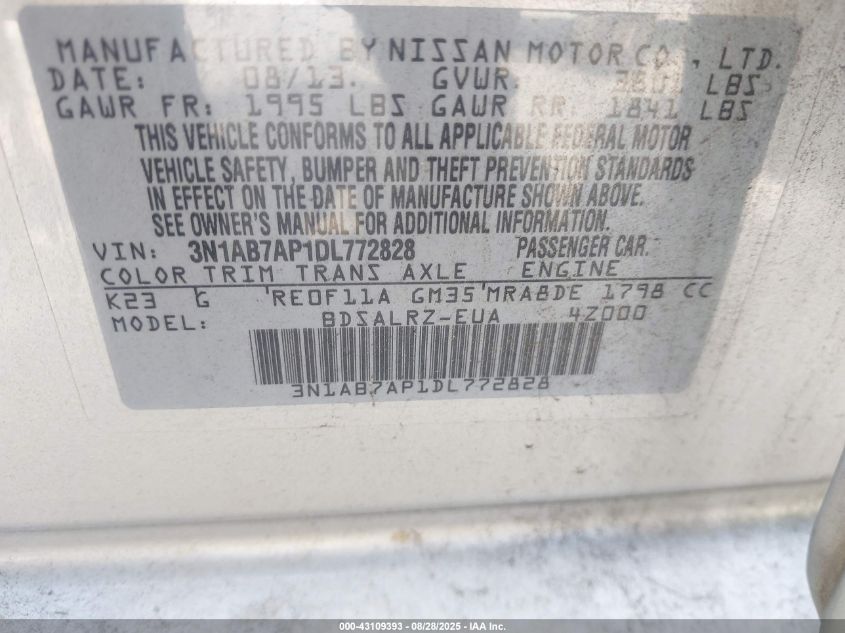 MANUFACTURED BY NISSAN MOTOR CO., LTD.
DATE: 08/13. GVWR: 3801 LBS
GAWR FR: 1995 LBS GAWR RR: 1841 LBS
THIS VEHICLE CONFORMS TO ALL APPLICABLE FEDERAL MOTOR
VEHICLE SAFETY, BUMPER AND THEFT PREVENTION STANDARDS
IN EFFECT ON THE DATE OF MANUFACTURE SHOWN ABOVE.
SEE OWNER'S MANUAL FOR ADDITIONAL INFORMATION.
VIN: 3N1AB7AP1DL772828 PASSENGER CAR.
COLOR TRIM TRANS AXLE ENGINE
K23 G 'RE0F11A GM35'MRA8DE 1798 CC
MODEL: BDSALRZ-EUA 4Z000
3N1AB7AP1DL772828
000-43109393 - 08/28/2025 - IAA Inc.